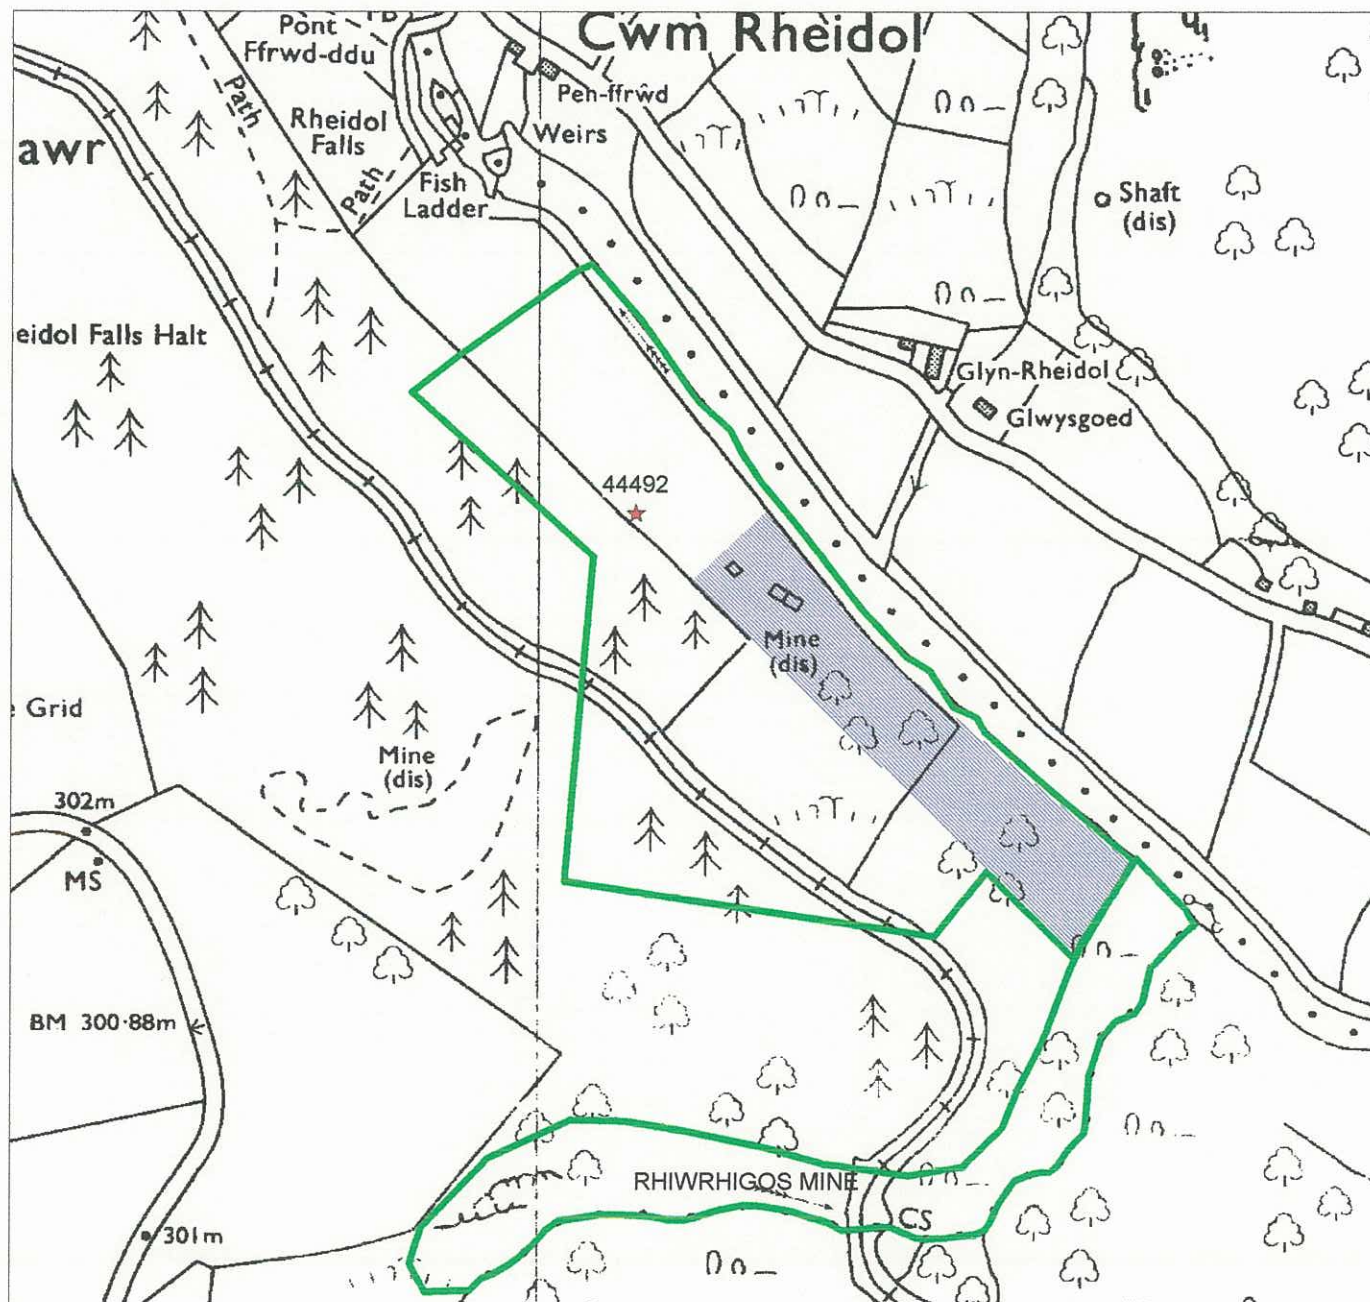 Pont
Ffrwd-ddu
Cwm Rheidol
Path
Pen-ffrwd
Rheidol
Falls
Weirs
awr
Path
Fish
Ladder
Shaft
(dis)
eidol Falls Halt
Glyn-Rheidol
Glwysgoed
44492
Mine
(dis)
Grid
Mine
(dis)
302m
MS
BM 300·88m
RHIWRHIGOS MINE
CS
301m